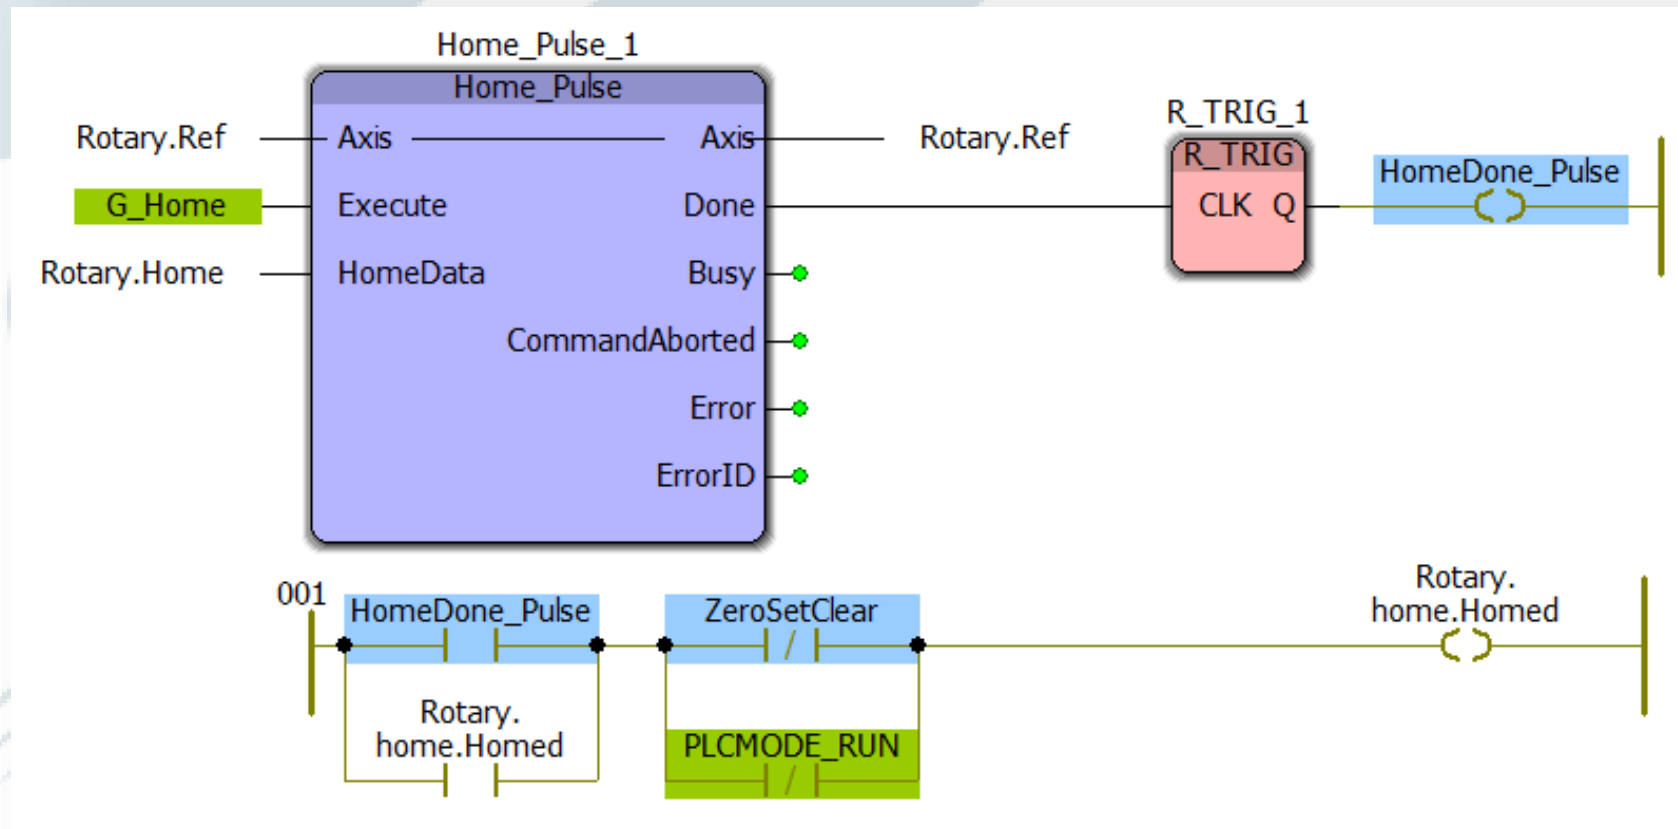 Home_Pulse_1
Home_Pulse
Rotary.Ref
Axis
Axis
Rotary.Ref
R_TRIG_1
R_TRIG
HomeDone_Pulse
G_Home
Execute
Done
CLK
Q
Rotary.Home
HomeData
Busy
CommandAborted
Error
ErrorID
001
HomeDone_Pulse
ZeroSetClear
Rotary.
home.Homed
Rotary.
home.Homed
PLCMODE_RUN